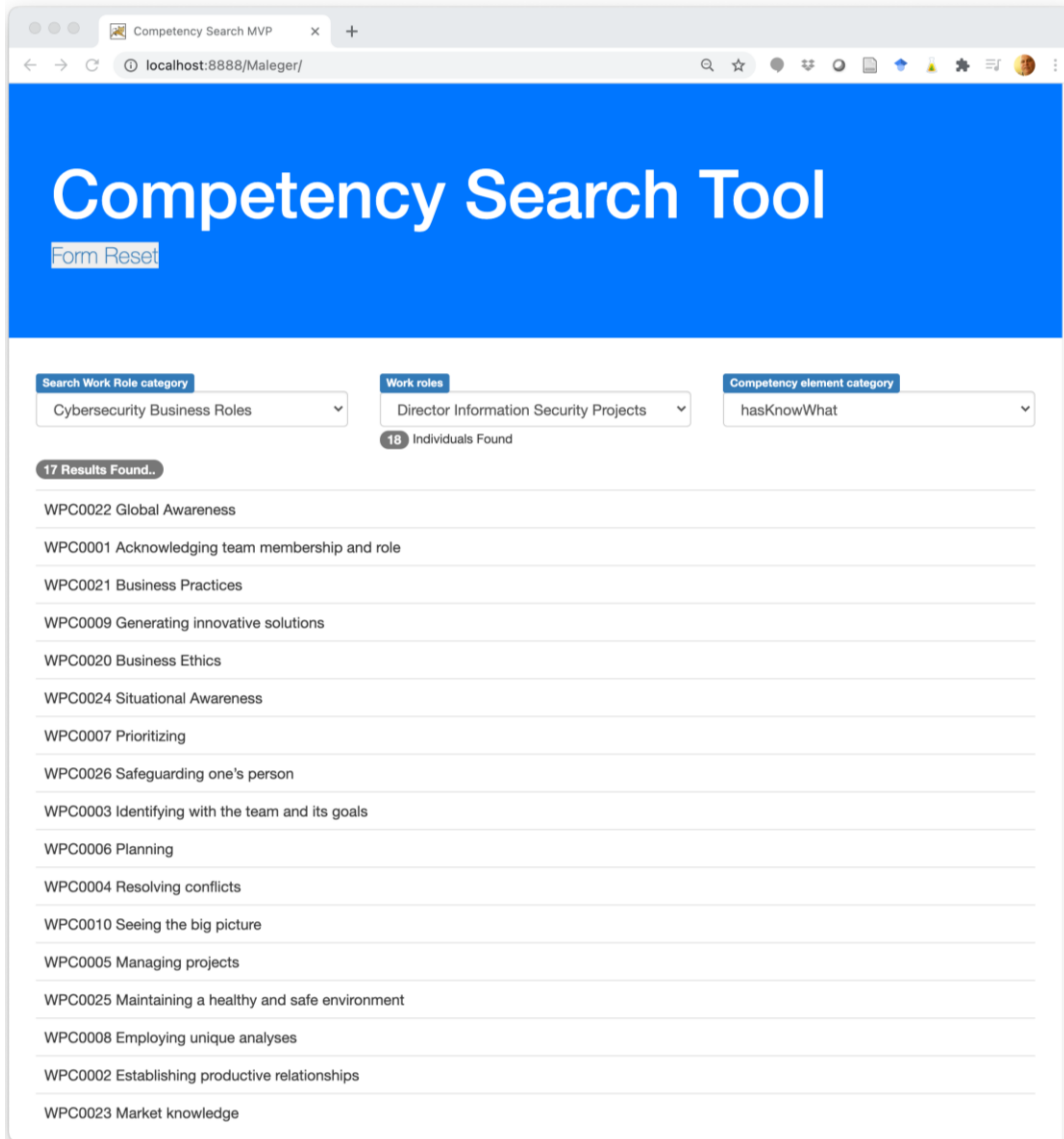 Competency Search MVP
localhost:8888/Maleger/
Competency Search Tool
Form Reset
Search Work Role category
Work roles
Competency element category
Cybersecurity Business Roles
Director Information Security Projects
hasKnowWhat
18 Individuals Found
17 Results Found..
WPC0022 Global Awareness
WPC0001 Acknowledging team membership and role
WPC0021 Business Practices
WPC0009 Generating innovative solutions
WPC0020 Business Ethics
WPC0024 Situational Awareness
WPC0007 Prioritizing
WPC0026 Safeguarding one’s person
WPC0003 Identifying with the team and its goals
WPC0006 Planning
WPC0004 Resolving conflicts
WPC0010 Seeing the big picture
WPC0005 Managing projects
WPC0025 Maintaining a healthy and safe environment
WPC0008 Employing unique analyses
WPC0002 Establishing productive relationships
WPC0023 Market knowledge